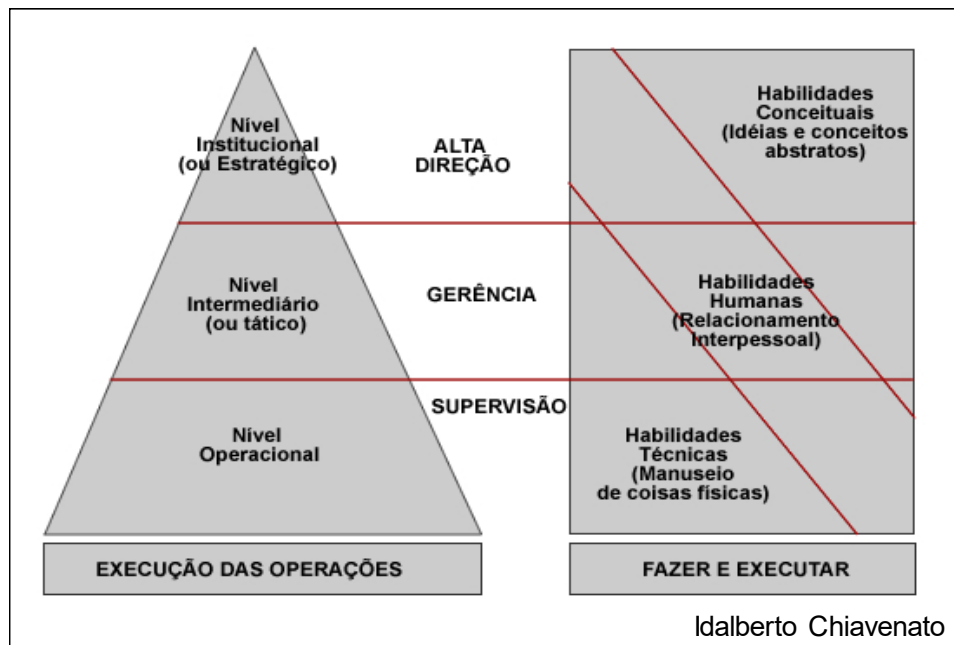 Nível
Institucional
(ou Estratégico)
ALTA
DIREÇÃO
Habilidades
Conceituais
(Idéias e conceitos
abstratos)
Nível
Intermediário
(ou tático)
GERÊNCIA
Habilidades
Humanas
(Relacionamento
Interpessoal)
SUPERVISÃO
Nível
Operacional
Habilidades
Técnicas
(Manuseio
de coisas físicas)
EXECUÇÃO DAS OPERAÇÕES
FAZER E EXECUTAR
Idalberto Chiavenato